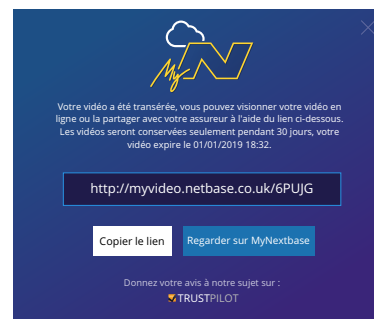 MyN
Votre vidéo a été transérée, vous pouvez visionner votre vidéo en
ligne ou la partager avec votre assureur à l'aide du lien ci-dessous.
Les vidéos seront conservées seulement pendant 30 jours, votre
vidéo expire le 01/01/2019 18:32.
http://myvideo.netbase.co.uk/6PUJG
Copier le lien
Regarder sur MyNextbase
Donnez votre avis à notre sujet sur :
TRUSTPILOT